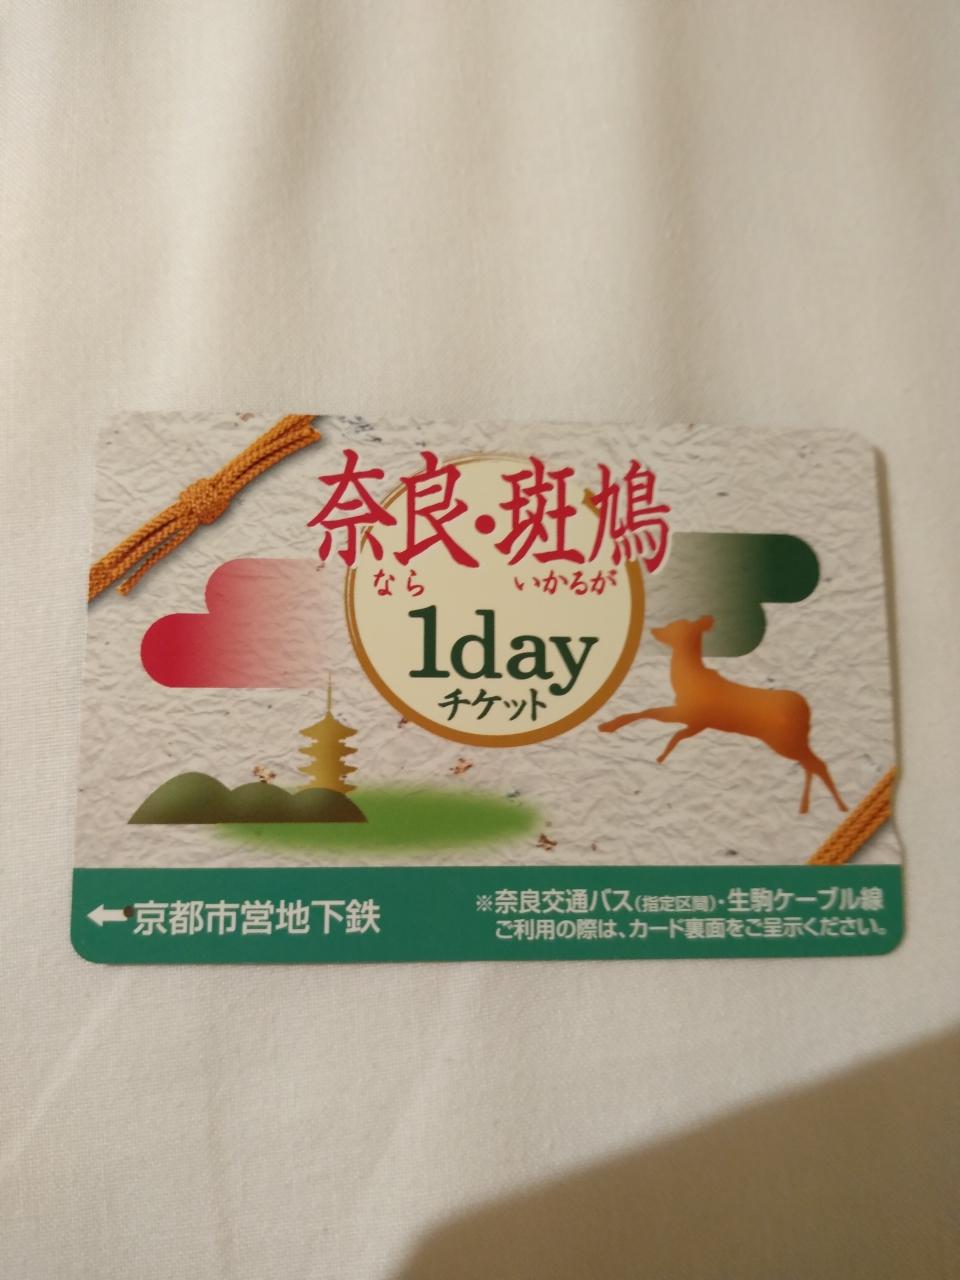 奈良・斑鳩
なら いかるが
1day
チケット
←京都市営地下鉄
※奈良交通バス(指定区間)・生駒ケーブル線
ご利用の際は、カード裏面をご呈示ください。